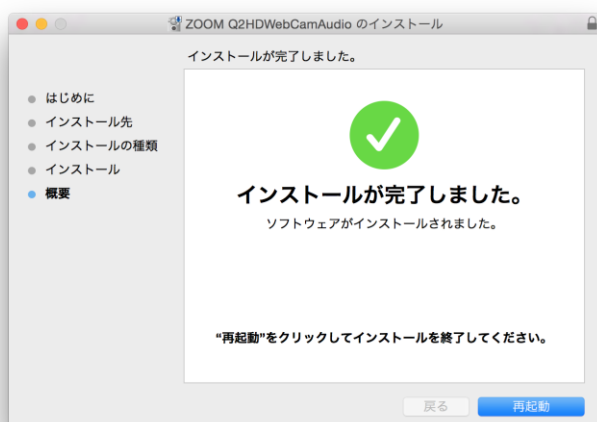 ZOOM Q2HDWebCamAudio のインストール
インストールが完了しました。
はじめに
インストール先
インストールの種類
インストール
概要
インストールが完了しました。
ソフトウェアがインストールされました。
“再起動”をクリックしてインストールを終了してください。
戻る
再起動